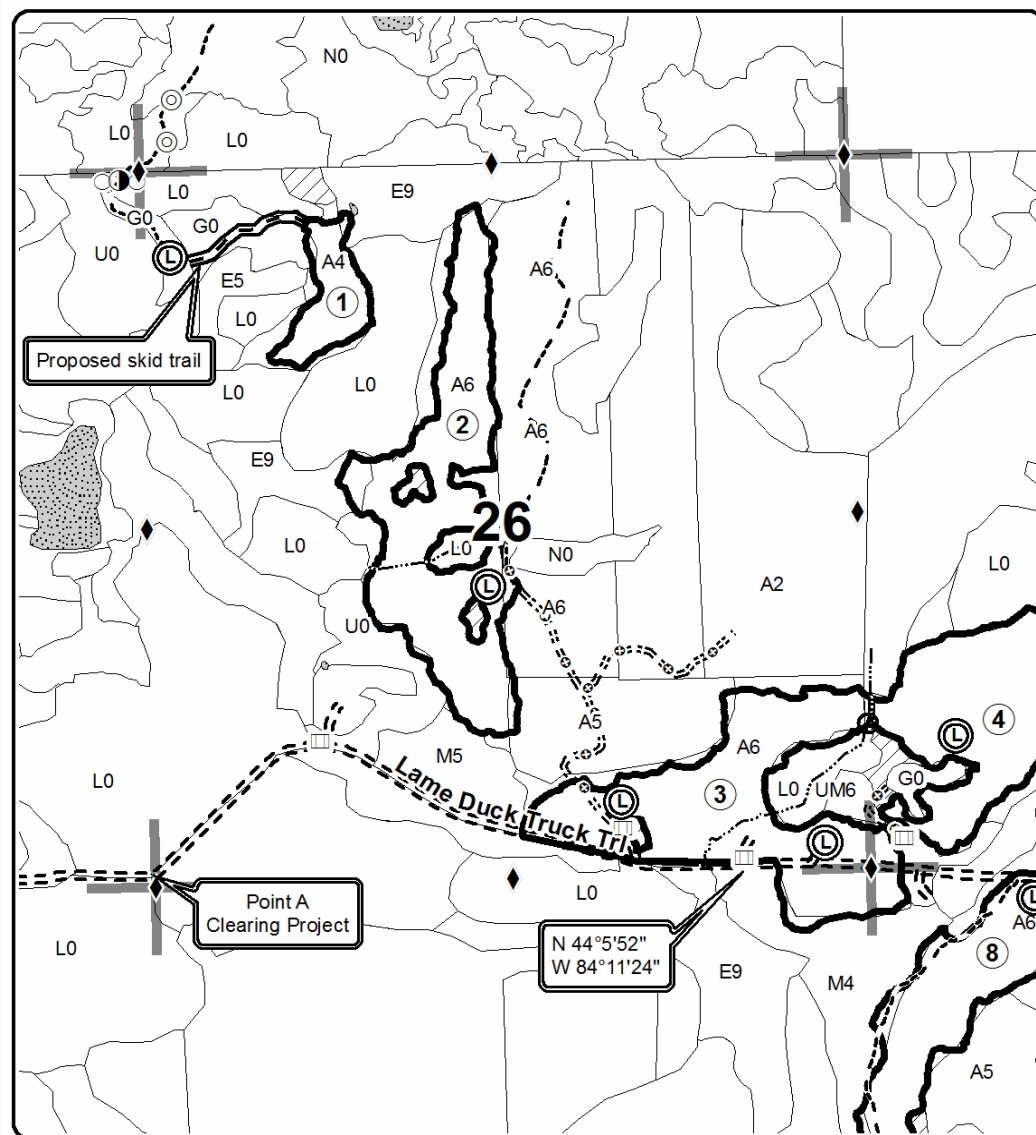 N0
L0
L0
L0
E9
G0
G0
U0
L
A4
A6
E5
1
L0
Proposed skid trail
L0
L0
A6
2
A6
E9
26
L0
L0
N0
L
A6
A2
L0
U0
A5
4
M5
A6
L
L0
Lame Duck Truck Trl
L0
UM6
G0
3
L
L
Point A
Clearing Project
L0
L0
N 44°5'52"
W 84°11'24"
E9
M4
L
A6
8
A5